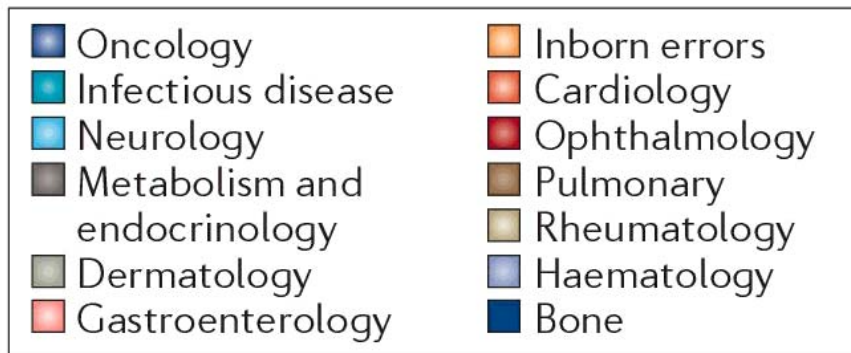 Oncology
Infectious disease
Neurology
Metabolism and
endocrinology
Dermatology
Gastroenterology
Inborn errors
Cardiology
Ophthalmology
Pulmonary
Rheumatology
Haematology
Bone